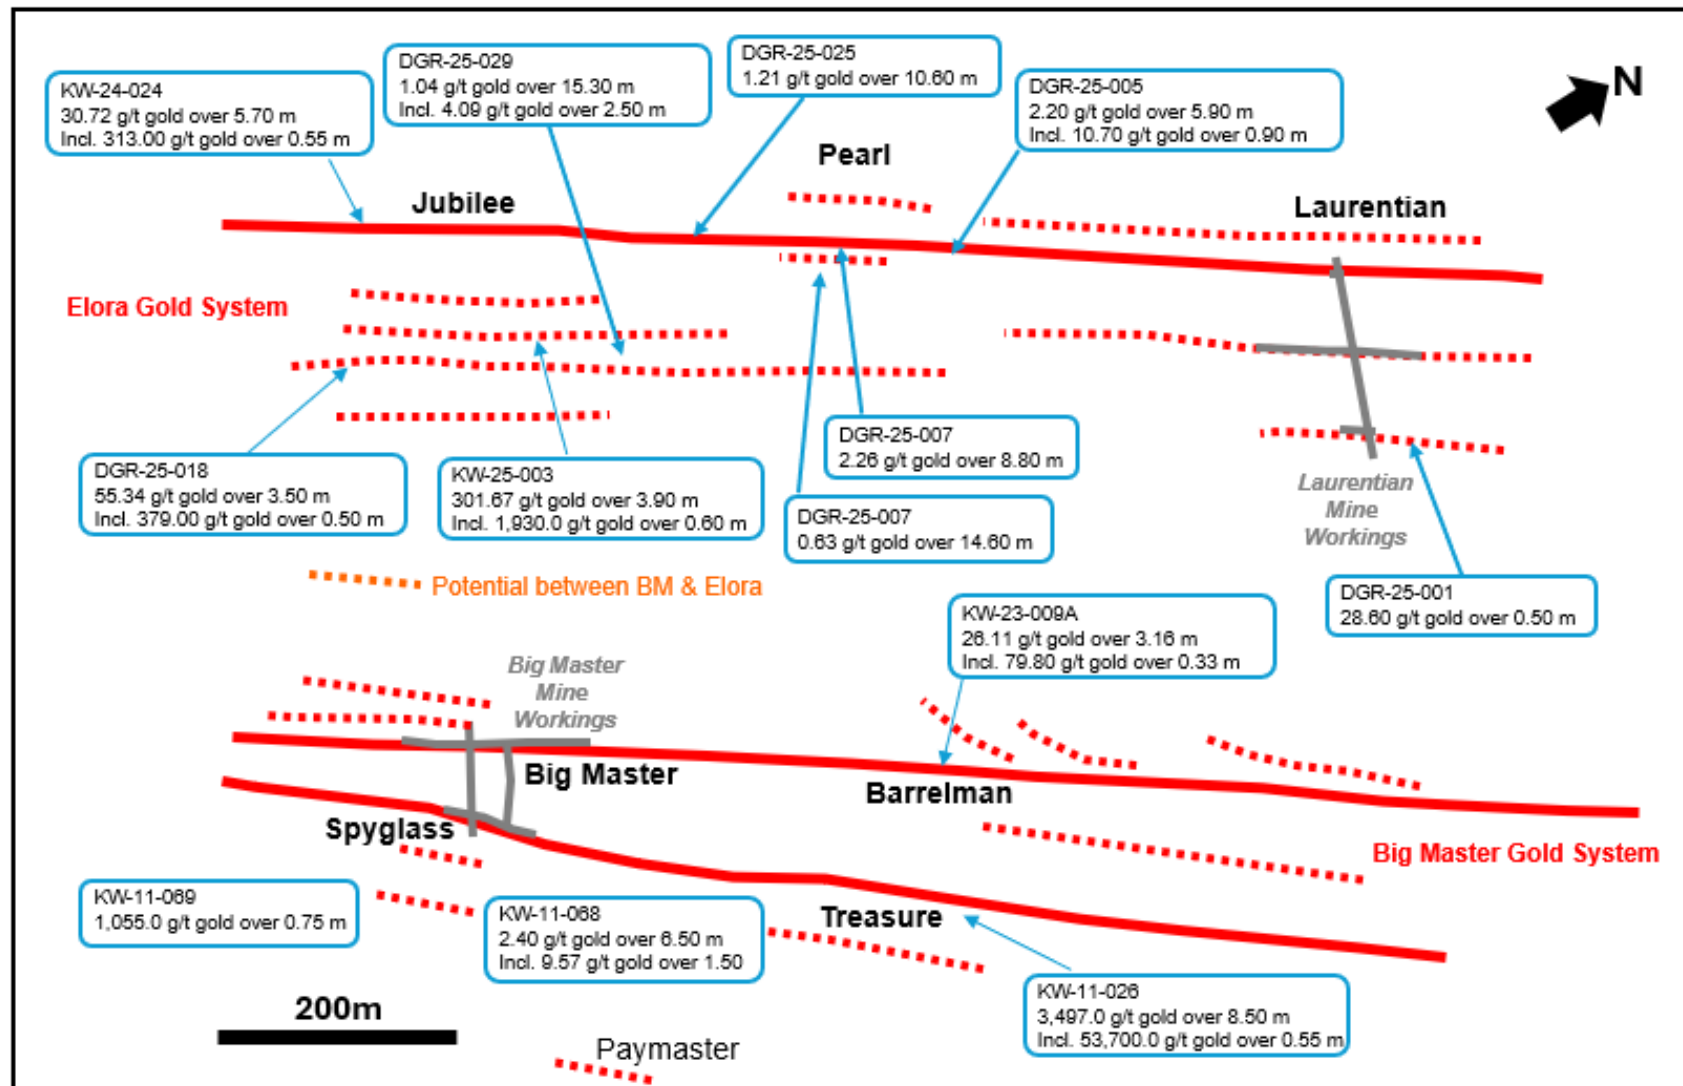 DGR-25-029
1.04 g/t gold over 15.30 m
Incl. 4.09 g/t gold over 2.50 m
DGR-25-025
1.21 g/t gold over 10.60 m
KW-24-024
30.72 g/t gold over 5.70 m
Incl. 313.00 g/t gold over 0.55 m
DGR-25-005
2.20 g/t gold over 5.90 m
Incl. 10.70 g/t gold over 0.90 m
N
Pearl
Jubilee
Laurentian
Elora Gold System
DGR-25-018
55.34 g/t gold over 3.50 m
Incl. 379.00 g/t gold over 0.50 m
KW-25-003
301.67 g/t gold over 3.90 m
Incl. 1,930.0 g/t gold over 0.60 m
DGR-25-007
2.26 g/t gold over 8.80 m
DGR-25-007
0.63 g/t gold over 14.60 m
Laurentian
Mine
Workings
Potential between BM & Elora
DGR-25-001
28.60 g/t gold over 0.50 m
KW-23-009A
26.11 g/t gold over 3.16 m
Incl. 79.80 g/t gold over 0.33 m
Big Master
Mine
Workings
Big Master
Barrelman
Spyglass
Big Master Gold System
KW-11-069
1,055.0 g/t gold over 0.75 m
KW-11-068
2.40 g/t gold over 6.50 m
Incl. 9.57 g/t gold over 1.50
Treasure
KW-11-026
3,497.0 g/t gold over 8.50 m
Incl. 53,700.0 g/t gold over 0.55 m
200m
Paymaster